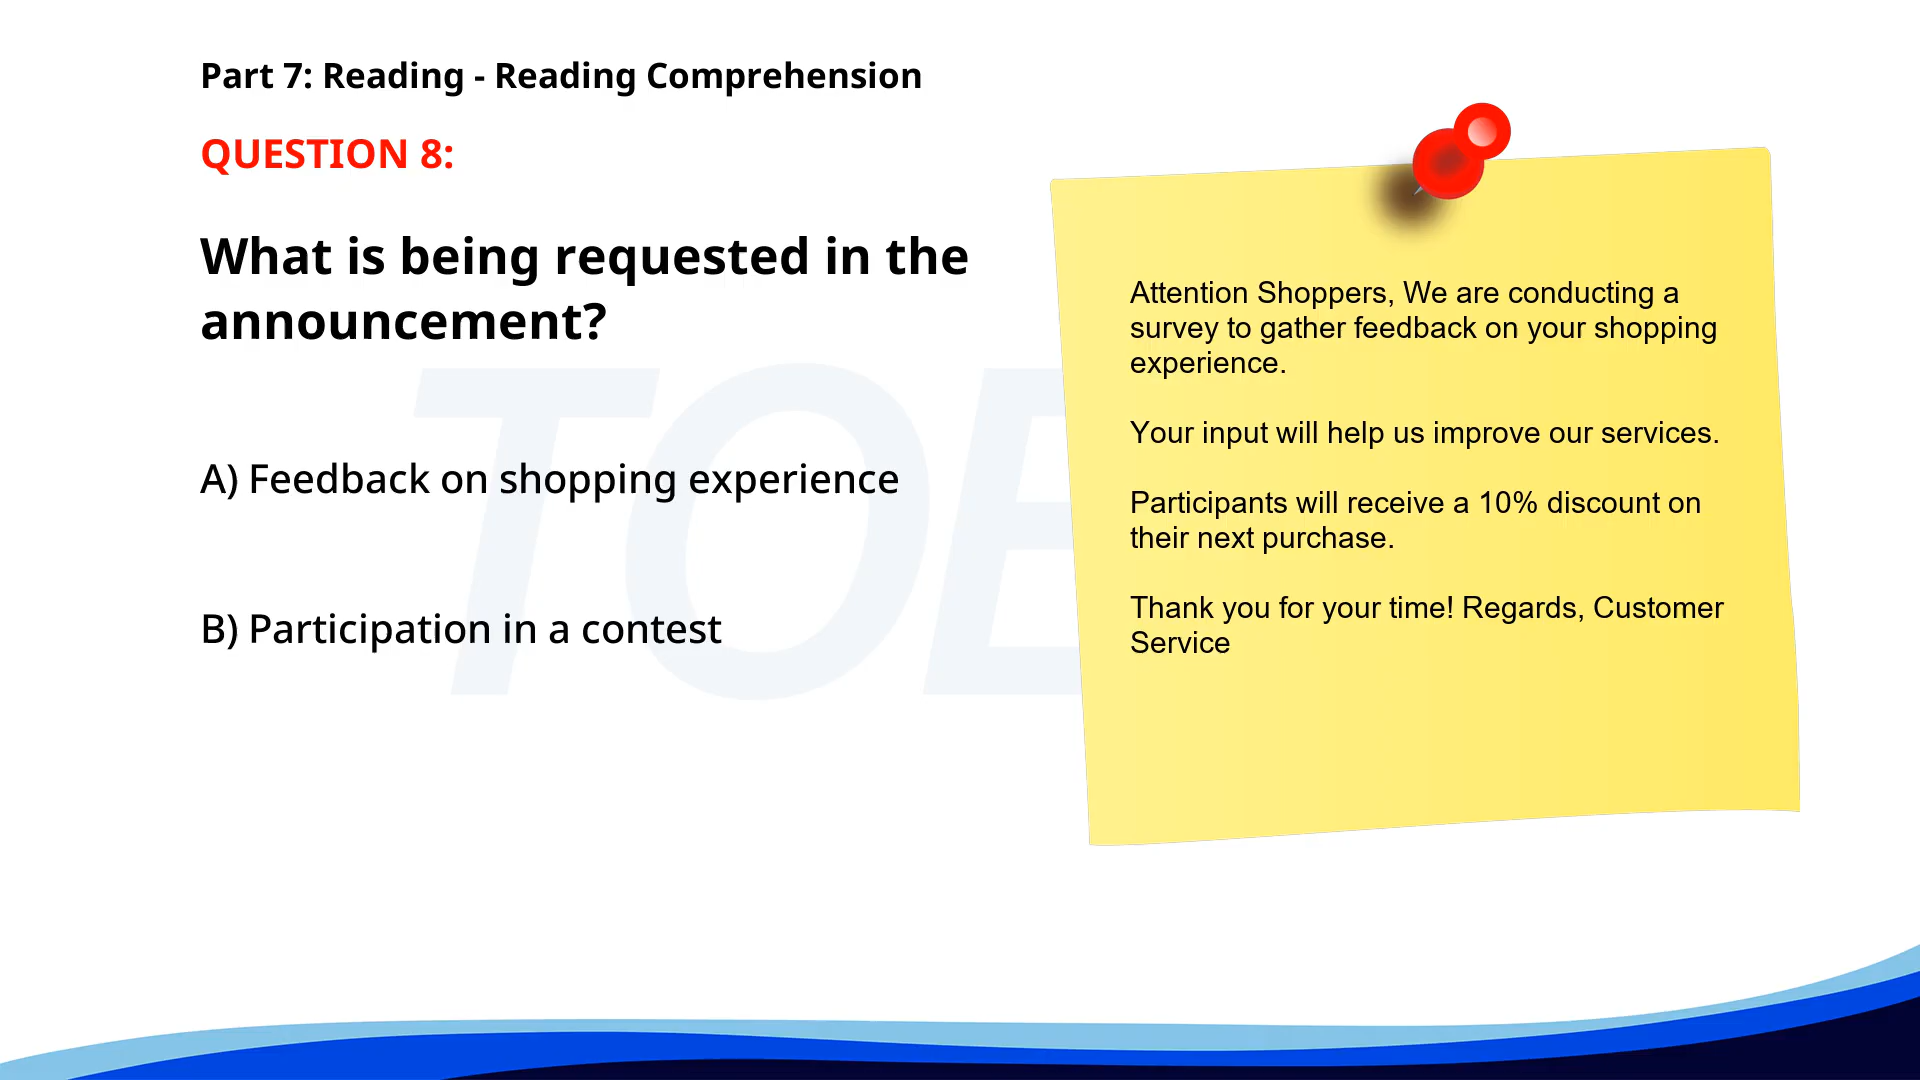 Part 7: Reading - Reading Comprehension
QUESTION 8:
What is being requested in the
announcement?
A) Feedback on shopping experience
B) Participation in a contest
Attention Shoppers, We are conducting a
survey to gather feedback on your shopping
experience.
Your input will help us improve our services.
Participants will receive a 10% discount on
their next purchase.
Thank you for your time! Regards, Customer
Service